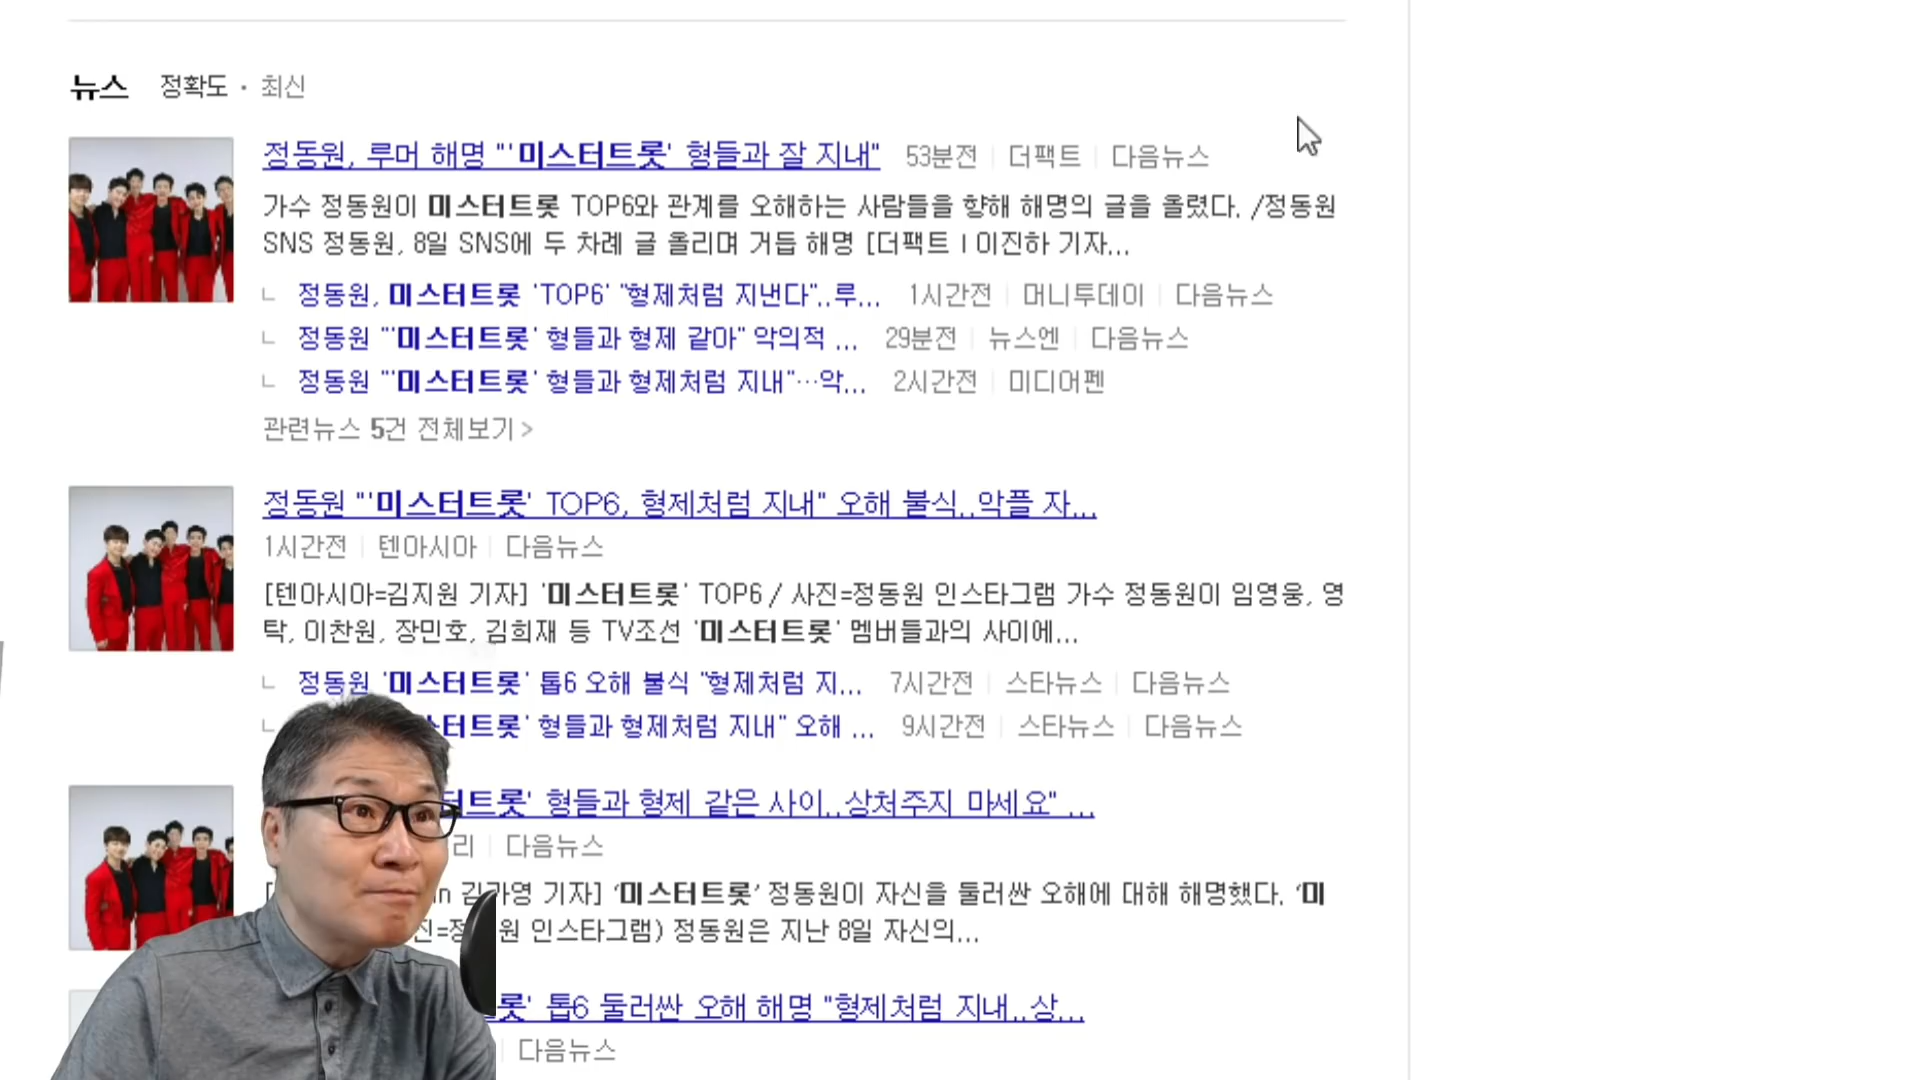 뉴스 정확도 · 최신
정동원, 루머 해명 "'미스터트롯' 형들과 잘 지내" 53분전 더팩트 다음뉴스
가수 정동원이 미스터트롯 TOP6와 관계를 오해하는 사람들을 향해 해명의 글을 올렸다. /정동원
SNS 정동원, 8일 SNS에 두 차례 글 올리며 거듭 해명 [더팩트ㅣ이진하 기자...
정동원, 미스터트롯 'TOP6' "형제처럼 지낸다"..루... 1시간전 머니투데이 다음뉴스
정동원 "'미스터트롯' 형들과 형제 같아" 악의적 ... 29분전 뉴스엔 다음뉴스
정동원 "'미스터트롯' 형들과 형제처럼 지내"…악... 2시간전 미디어펜
관련뉴스 5건 전체보기 >
정동원 "'미스터트롯' TOP6, 형제처럼 지내" 오해 불식..악플 자...
1시간전 텐아시아 다음뉴스
[텐아시아=김지원 기자] '미스터트롯' TOP6 / 사진=정동원 인스타그램 가수 정동원이 임영웅, 영
탁, 이찬원, 장민호, 김희재 등 TV조선 '미스터트롯' 멤버들과의 사이에...
정동원 '미스터트롯' 톱6 오해 불식 "형제처럼 지... 7시간전 스타뉴스 다음뉴스
스터트롯' 형들과 형제처럼 지내" 오해 ... 9시간전 스타뉴스 다음뉴스
터트롯' 형들과 형제 같은 사이..상처주지 마세요" ...
리 다음뉴스
[ n 김가영 기자] '미스터트롯' 정동원이 자신을 둘러싼 오해에 대해 해명했다. '미
진=정 원 인스타그램) 정동원은 지난 8일 자신의...
롯' 톱6 둘러싼 오해 해명 "형제처럼 지내..상...
다음뉴스